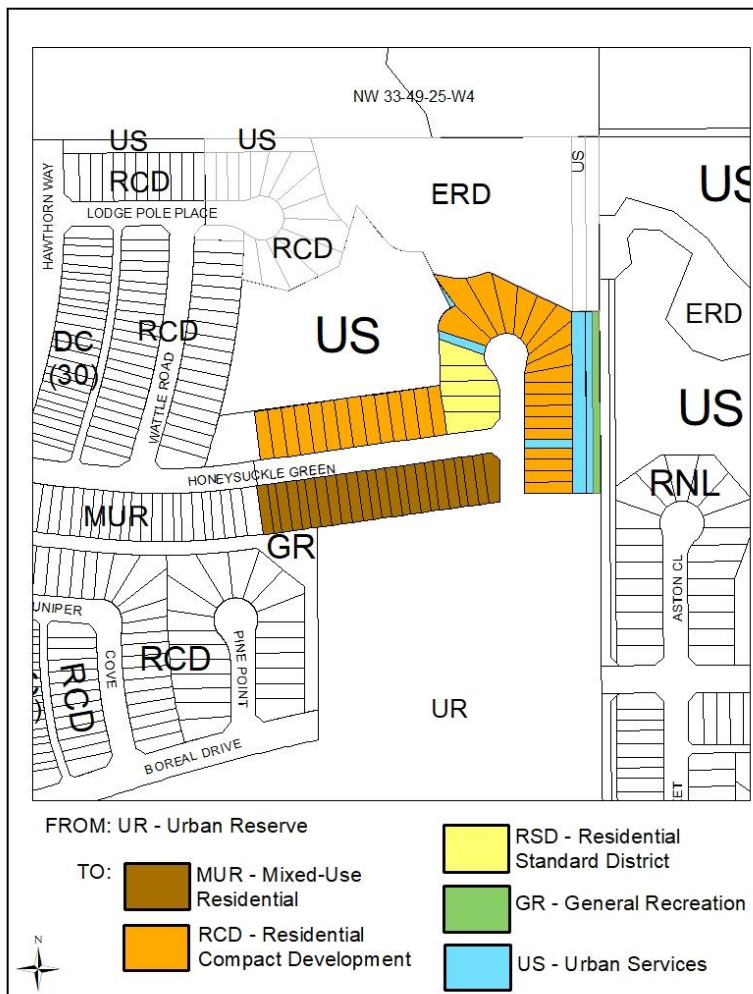 NW 33-49-25-W4
US
US
US
US
HAWTHORN WAY
RCD
ERD
LODGE POLE PLACE
RCD
ERD
RCD
DC
(30)
WATTLE ROAD
US
US
HONEYSUCKLE GREEN
RNL
MUR
GR
ASTON CL
UNIPER
COVE
RCD
PINE POINT
RCD
UR
BOREAL DRIVE
ET
FROM: UR - Urban Reserve
TO:
MUR - Mixed-Use
Residential
RCD - Residential
Compact Development
RSD - Residential
Standard District
GR - General Recreation
US - Urban Services
N